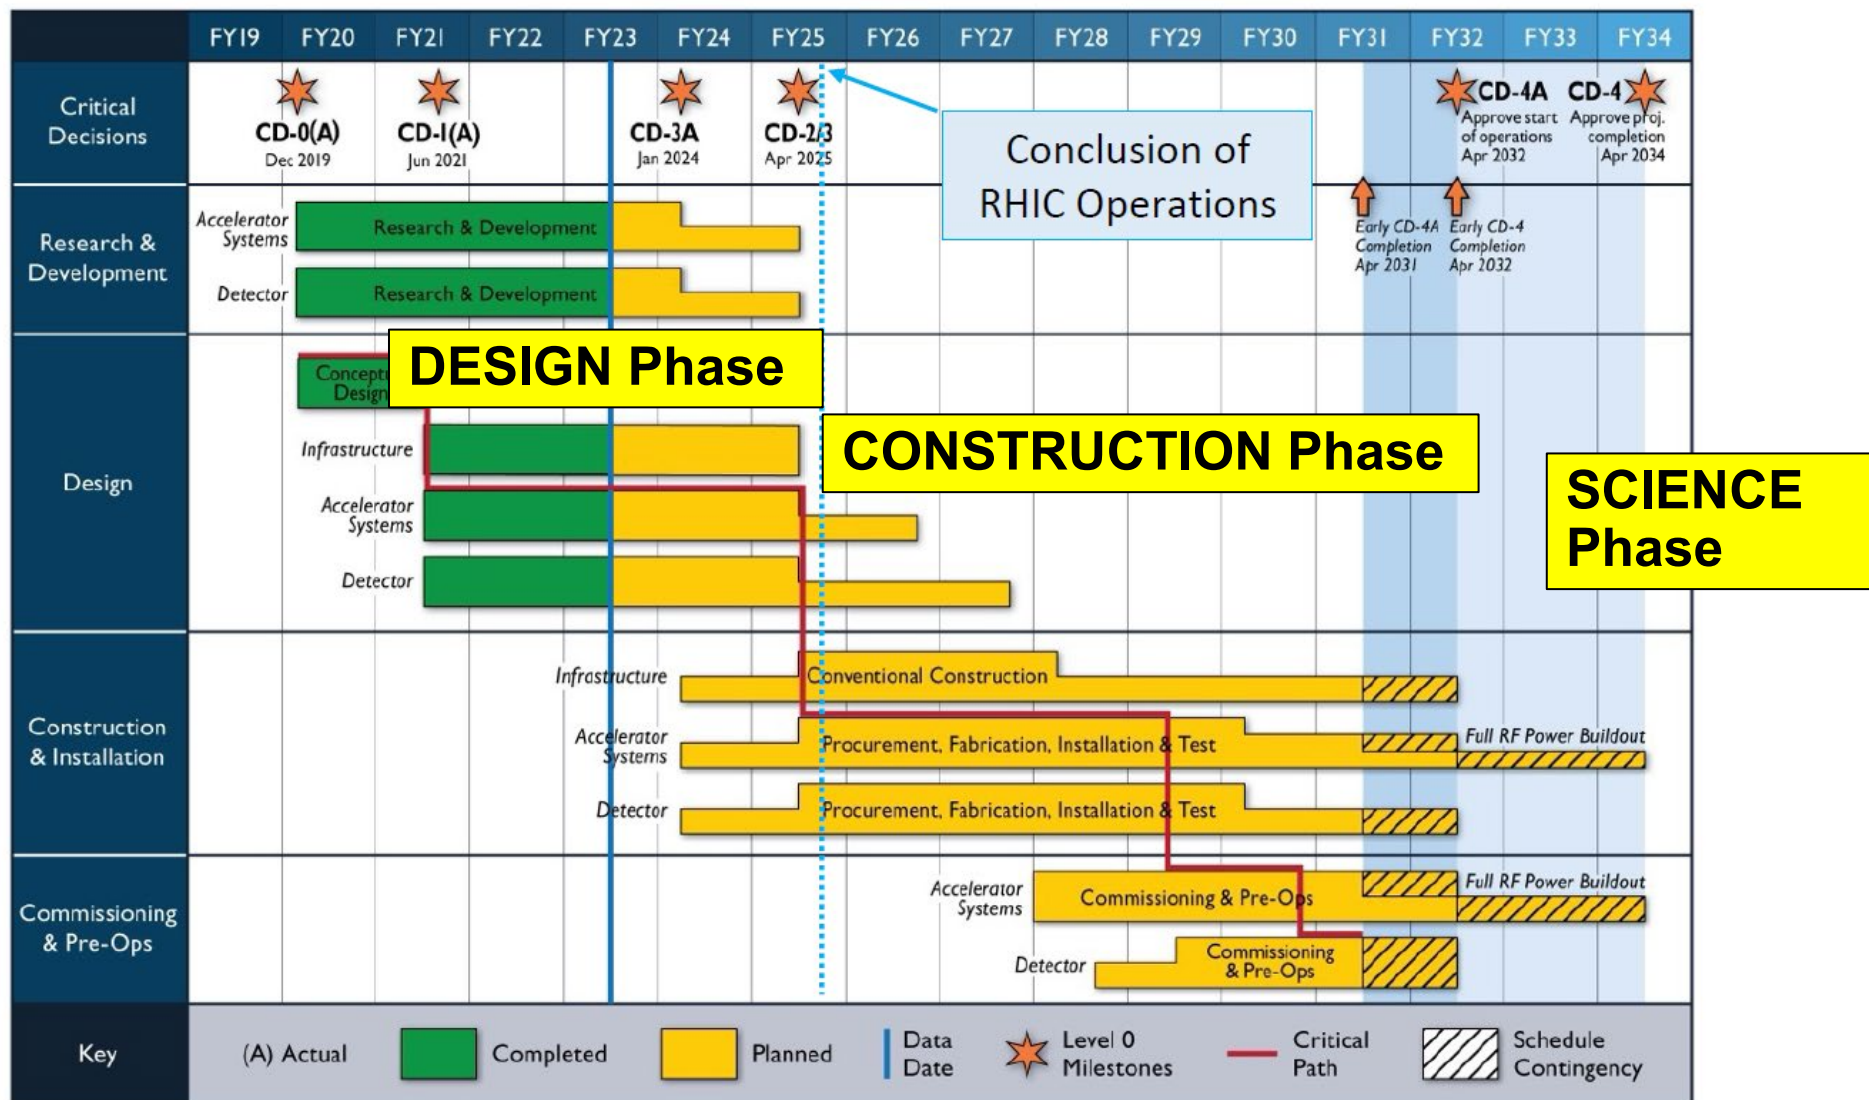 FY19 FY20 FY21 FY22 FY23 FY24 FY25 FY26 FY27 FY28 FY29 FY30 FY31 FY32 FY33 FY34
Critical
Decisions
CD-0(A)
Dec 2019
CD-1(A)
Jun 2021
CD-3A
Jan 2024
CD-2/3
Apr 2025
Conclusion of
RHIC Operations
CD-4A
Approve start
of operations
Apr 2032
CD-4
Approve proj.
completion
Apr 2034
Early CD-4A
Completion
Apr 2031
Early CD-4
Completion
Apr 2032
Research &
Development
Accelerator
Systems
Research & Development
Detector
Research & Development
DESIGN Phase
CONSTRUCTION Phase
SCIENCE
Phase
Design
Design
Infrastructure
Accelerator
Systems
Detector
Construction
& Installation
Infrastructure
Conventional Construction
Accelerator
Systems
Procurement, Fabrication, Installation & Test
Full RF Power Buildout
Detector
Procurement, Fabrication, Installation & Test
Commissioning
& Pre-Ops
Accelerator
Systems
Commissioning & Pre-Ops
Full RF Power Buildout
Detector
Commissioning
& Pre-Ops
Key
(A) Actual
Completed
Planned
Data
Date
Level 0
Milestones
Critical
Path
Schedule
Contingency